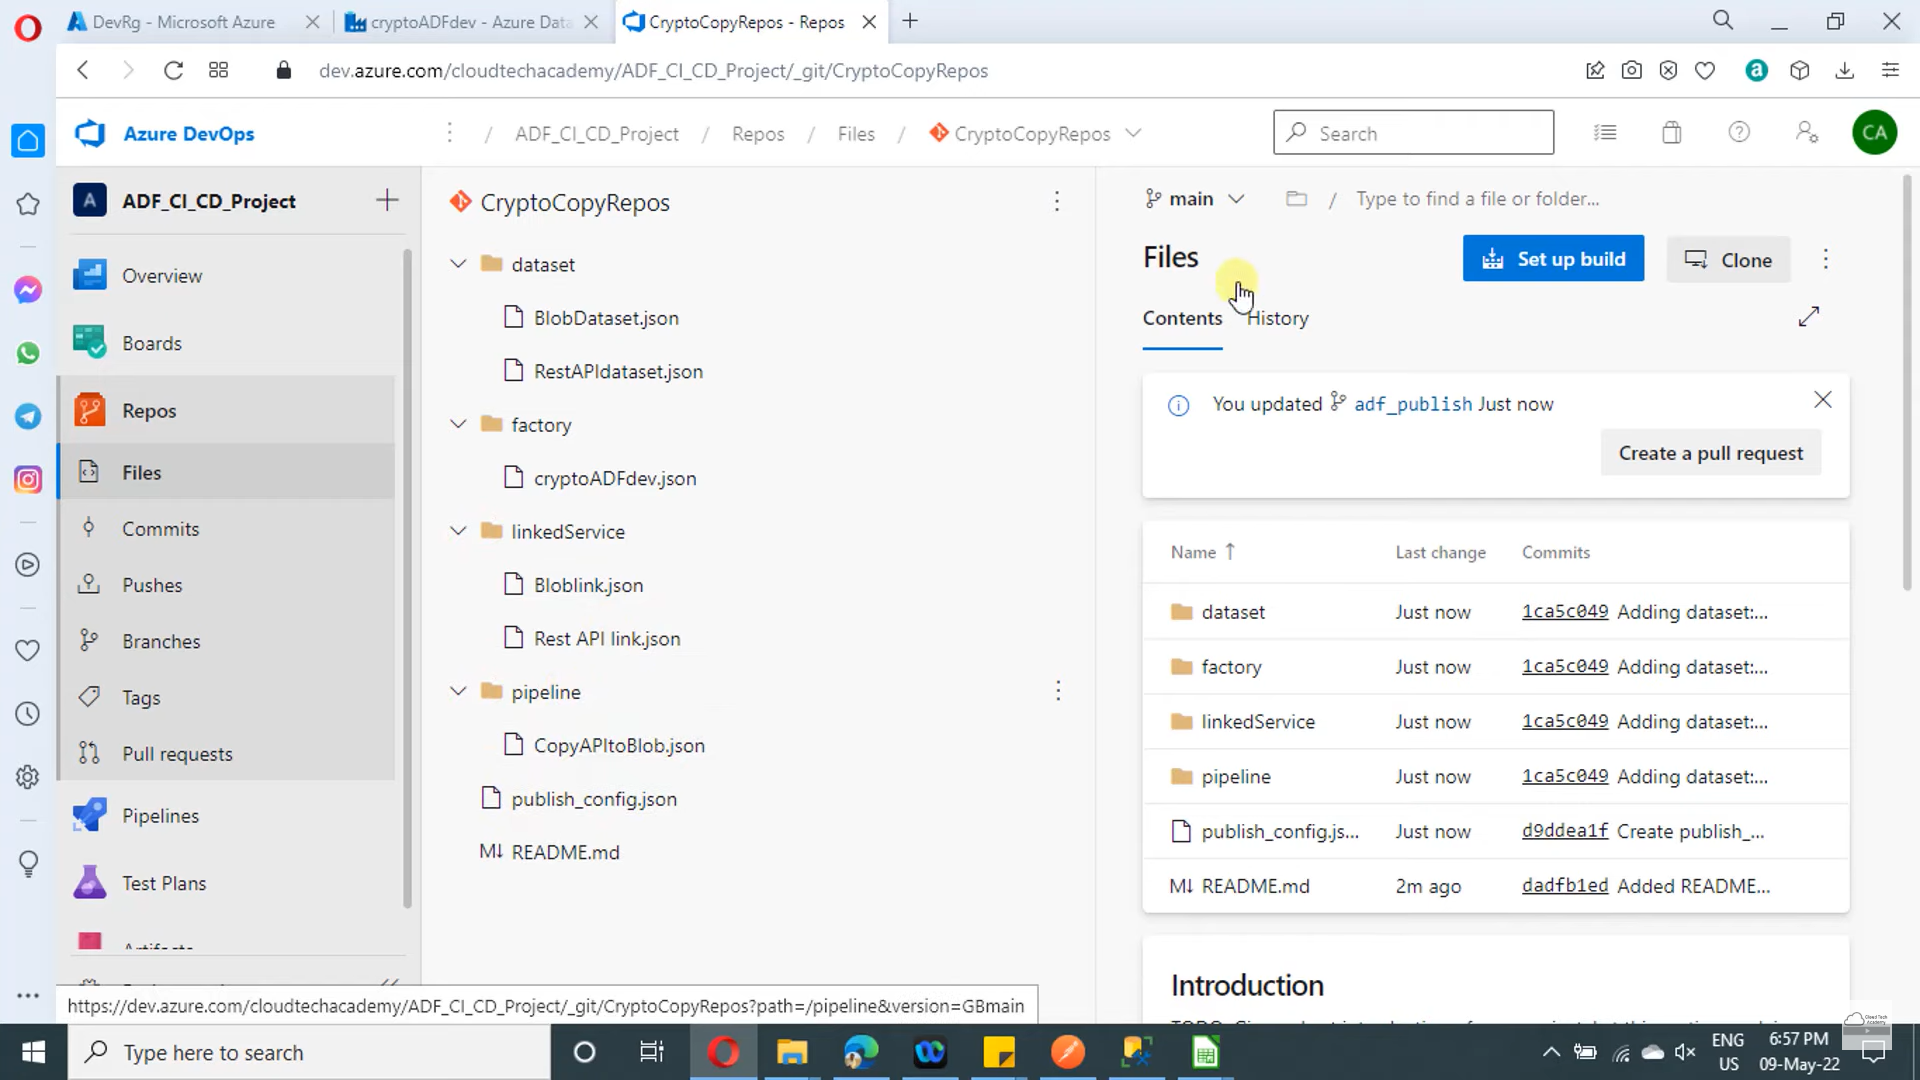 DevRg - Microsoft Azure
cryptoADFdev - Azure Data
CryptoCopyRepos - Repos
dev.azure.com/cloudtechacademy/ADF_CI_CD_Project/_git/CryptoCopyRepos
Azure DevOps
/ ADF_CI_CD_Project / Repos / Files / CryptoCopyRepos
Search
CA
A ADF_CI_CD_Project
Overview
Boards
Repos
Files
Commits
Pushes
Branches
Tags
Pull requests
Pipelines
Test Plans
Artifacts
CryptoCopyRepos
dataset
BlobDataset.json
RestAPIdataset.json
factory
cryptoADFdev.json
linkedService
Bloblink.json
Rest API link.json
pipeline
CopyAPItoBlob.json
publish_config.json
README.md
main / Type to find a file or folder...
Files
Set up build
Clone
Contents
History
You updated adf_publish Just now
Create a pull request
Name Last change Commits
dataset Just now 1ca5c049 Adding dataset:...
factory Just now 1ca5c049 Adding dataset:...
linkedService Just now 1ca5c049 Adding dataset:...
pipeline Just now 1ca5c049 Adding dataset:...
publish_config.js... Just now d9ddea1f Create publish_...
README.md 2m ago dadfb1ed Added README...
Introduction
https://dev.azure.com/cloudtechacademy/ADF_CI_CD_Project/_git/CryptoCopyRepos?path=/pipeline&version=GBmain
Type here to search
ENG
US
6:57 PM
09-May-22
Cloud Tech
Academy